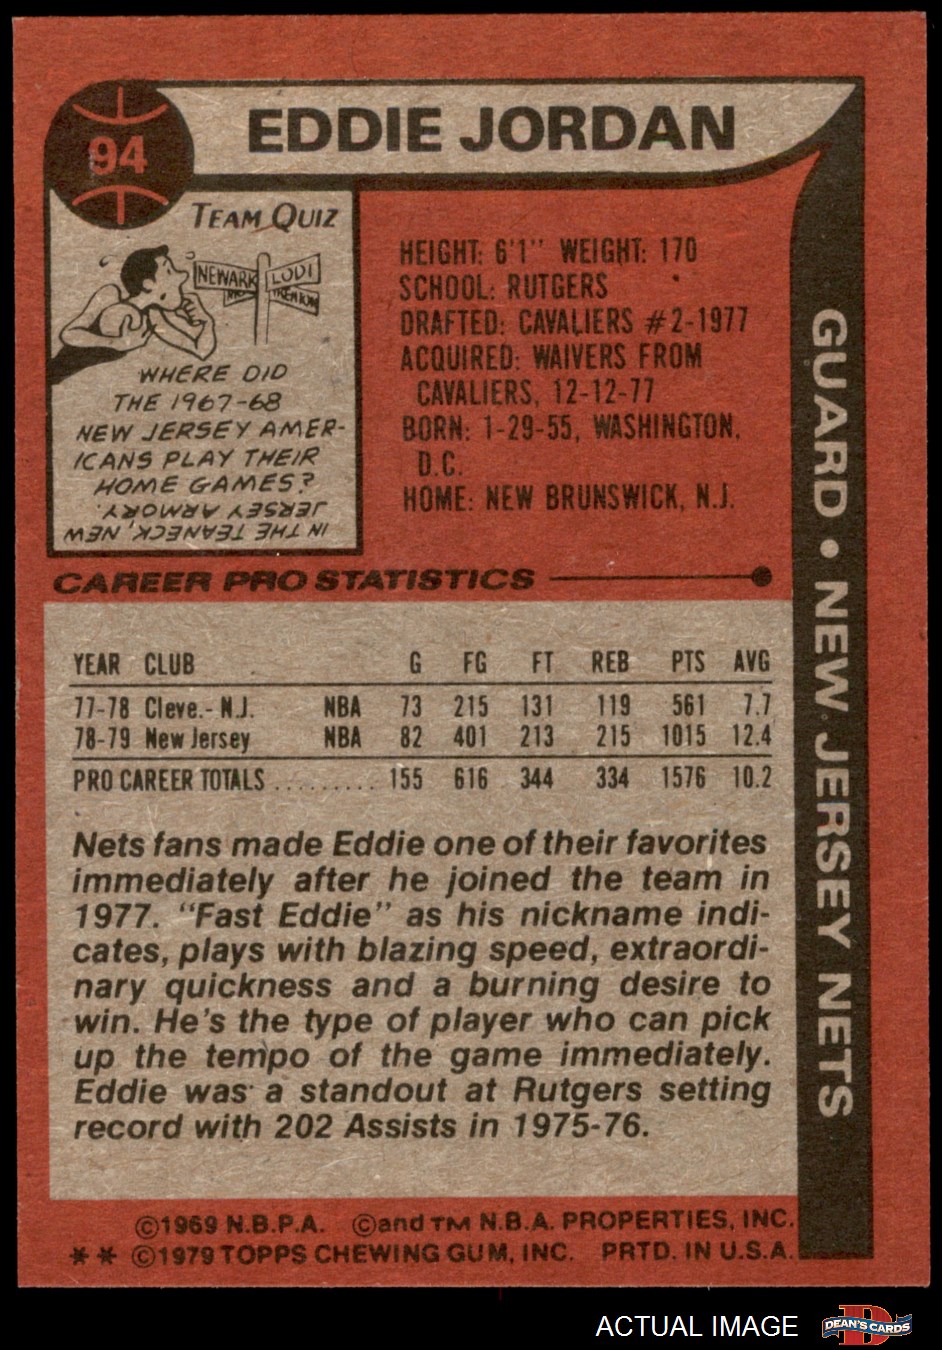 94
EDDIE JORDAN
TEAM QUIZ
NEWARK
LODI
TRENTON
WHERE DID
THE 1967-68
NEW JERSEY AMER-
ICANS PLAY THEIR
HOME GAMES?
IN THE TEANECK, NEW
JERSEY ARMORY.
HEIGHT: 6'1" WEIGHT: 170
SCHOOL: RUTGERS
DRAFTED: CAVALIERS #2-1977
ACQUIRED: WAIVERS FROM
CAVALIERS, 12-12-77
BORN: 1-29-55, WASHINGTON,
D.C.
HOME: NEW BRUNSWICK, N.J.
GUARD • NEW JERSEY NETS
CAREER PRO STATISTICS
YEAR CLUB G FG FT REB PTS AVG
77-78 Cleve.- N.J. NBA 73 215 131 119 561 7.7
78-79 New Jersey NBA 82 401 213 215 1015 12.4
PRO CAREER TOTALS ......... 155 616 344 334 1576 10.2
Nets fans made Eddie one of their favorites
immediately after he joined the team in
1977. "Fast Eddie" as his nickname indi-
cates, plays with blazing speed, extraordi-
nary quickness and a burning desire to
win. He's the type of player who can pick
up the tempo of the game immediately.
Eddie was a standout at Rutgers setting
record with 202 Assists in 1975-76.
©1969 N.B.P.A. ©and TM N.B.A. PROPERTIES, INC.
** ©1979 TOPPS CHEWING GUM, INC. PRTD. IN U.S.A.
ACTUAL IMAGE
D
DEAN'S CARDS